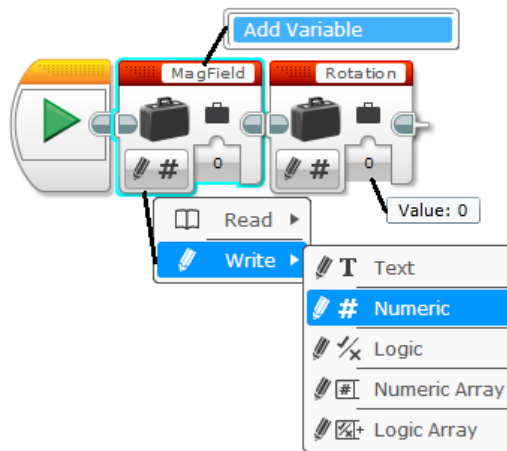 Add Variable
MagField
Rotation
#
0
#
0
Value: 0
Read
Write
T Text
# Numeric
Logic
# Numeric Array
Logic Array